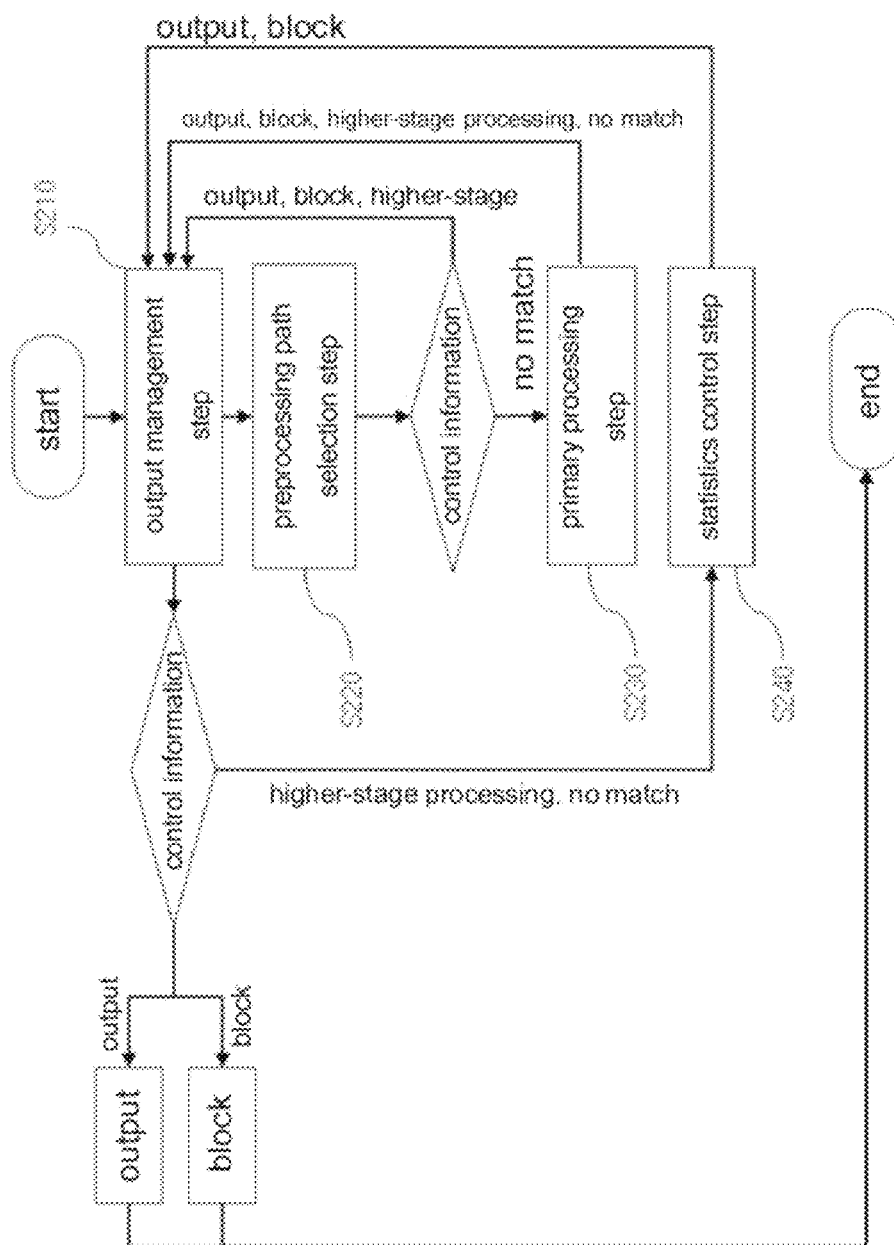 start
S210
output management
step
output, block
output, block, higher-stage processing, no match
output, block, higher-stage
preprocessing path
selection step
S220
control information
no match
primary processing
step
S230
statistics control step
S240
control information
higher-stage processing, no match
output
block
output
block
end